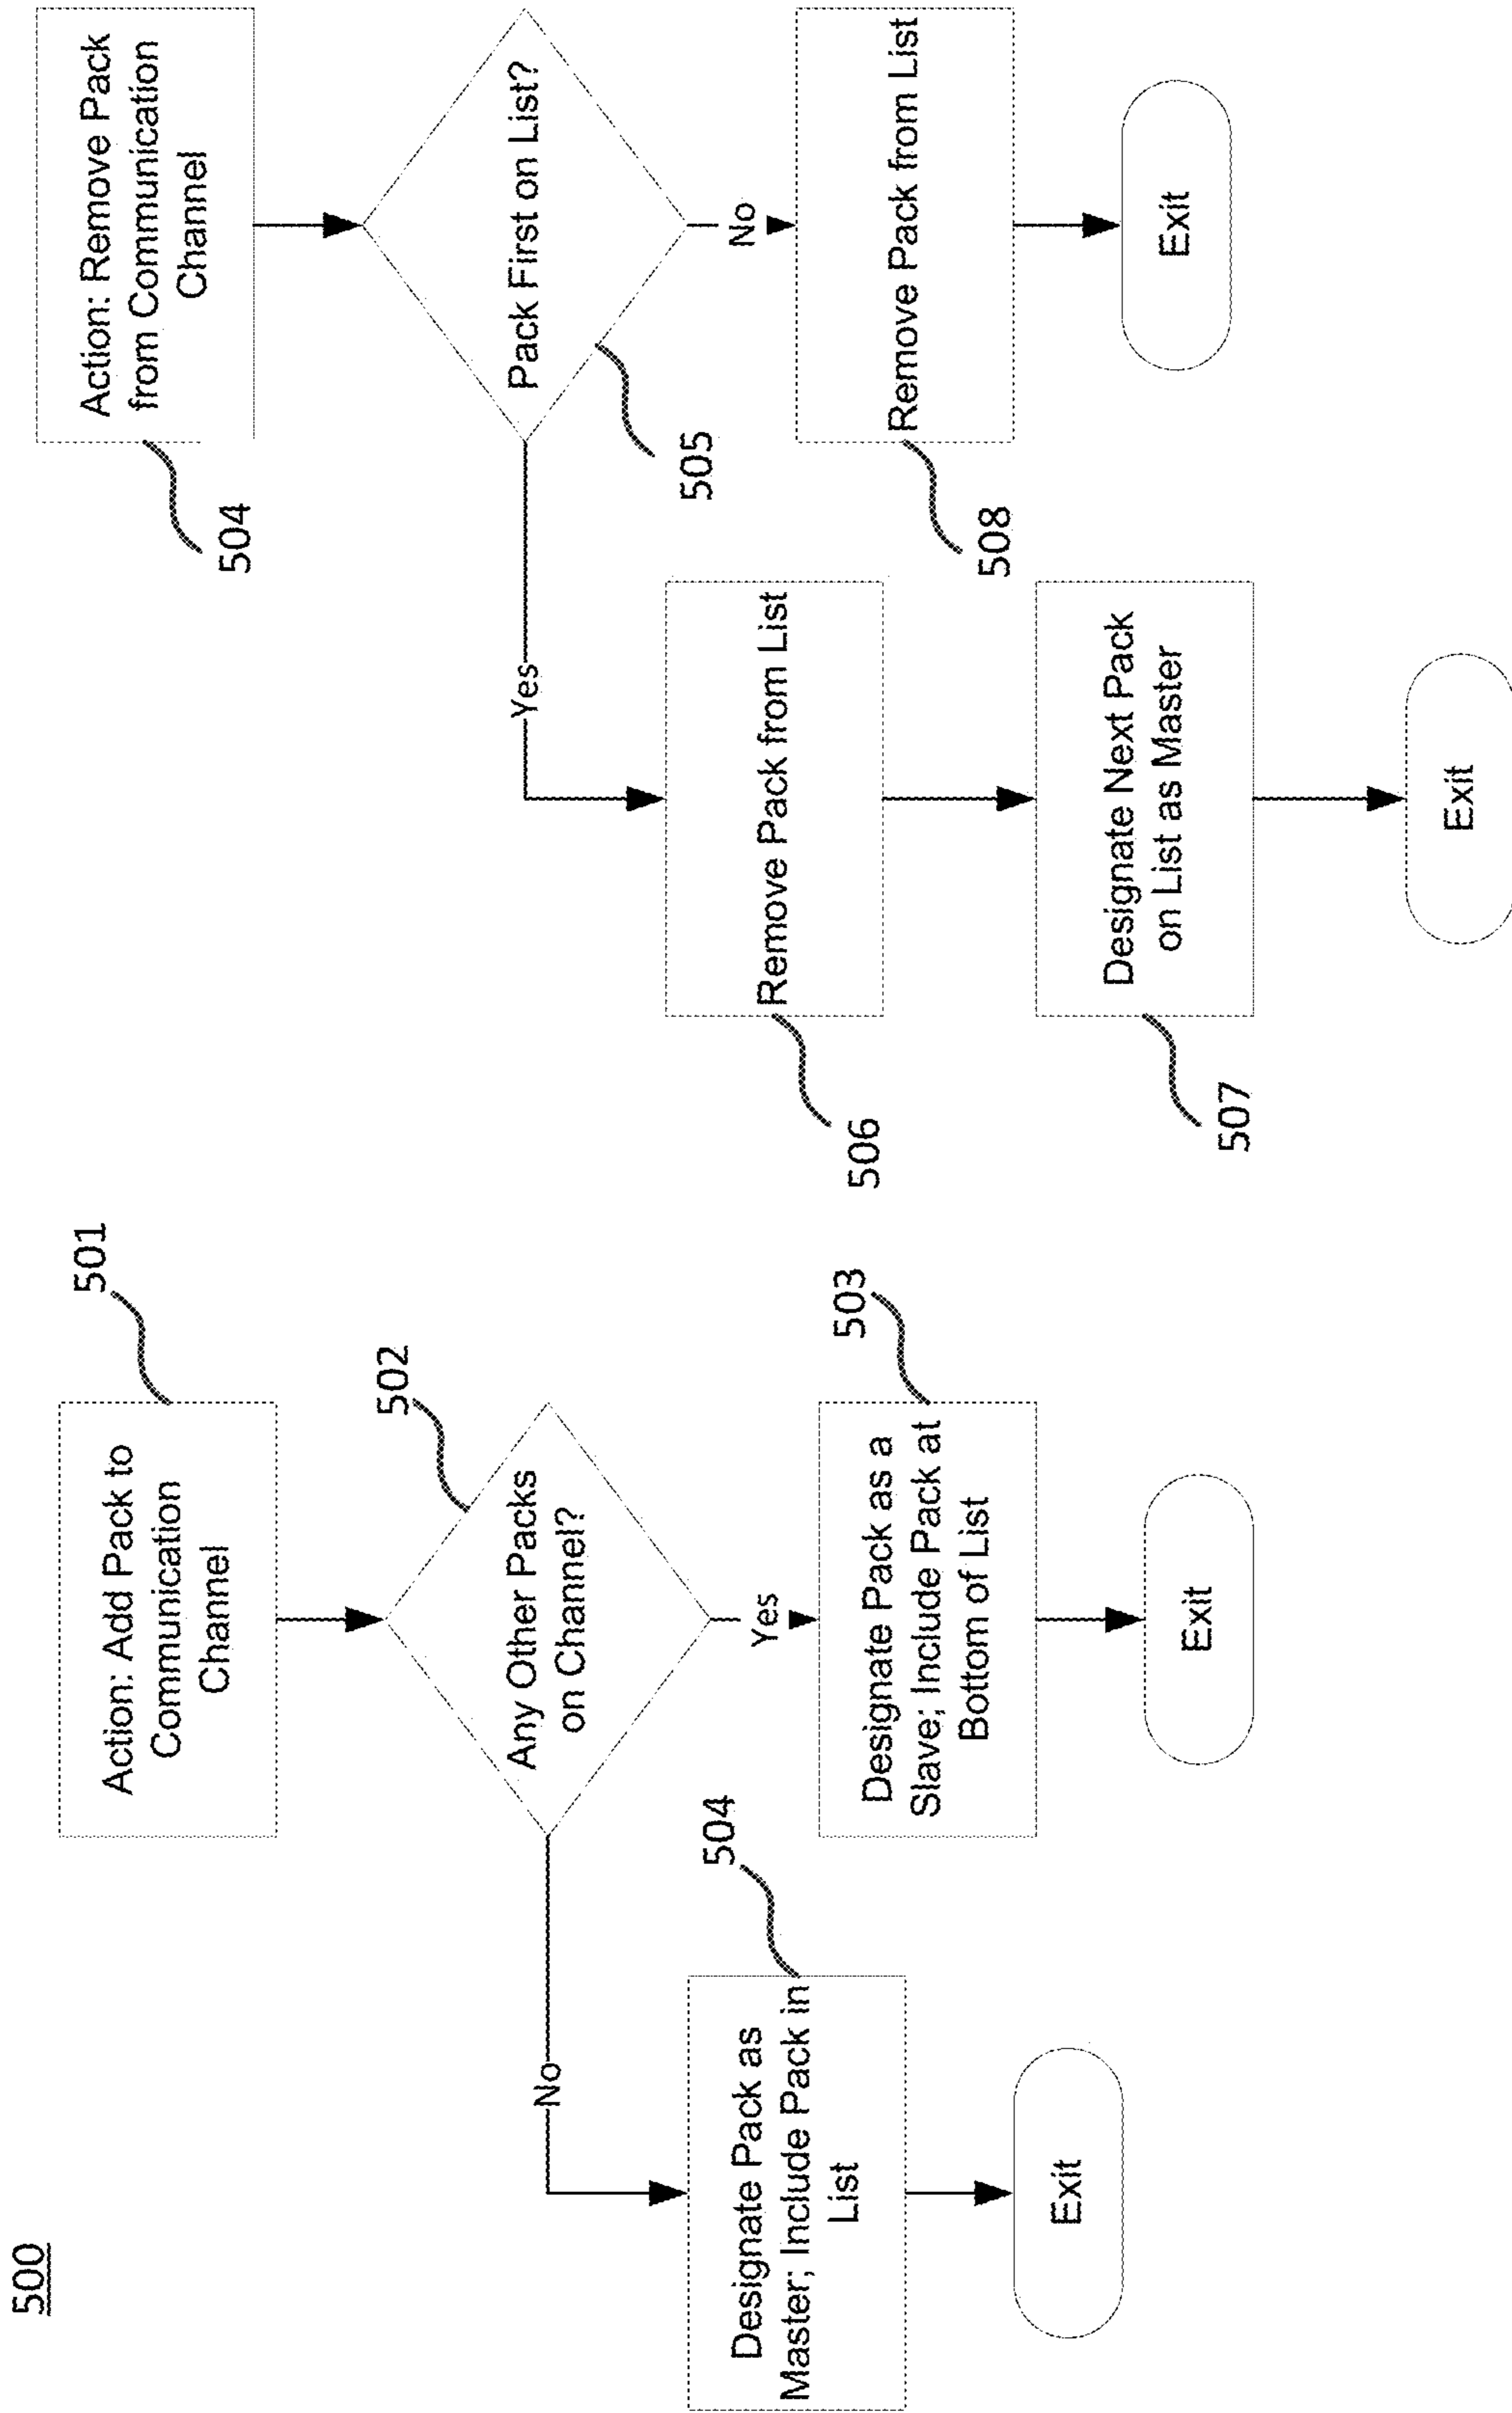 500
501
Action: Add Pack to
Communication
Channel
502
Any Other Packs
on Channel?
No
Yes
504
Designate Pack as
Master; Include Pack in
List
Exit
503
Designate Pack as a
Slave; Include Pack at
Bottom of List
Exit
504
Action: Remove Pack
from Communication
Channel
505
Pack First on List?
Yes
No
506
Remove Pack from List
507
Designate Next Pack
on List as Master
Exit
508
Remove Pack from List
Exit